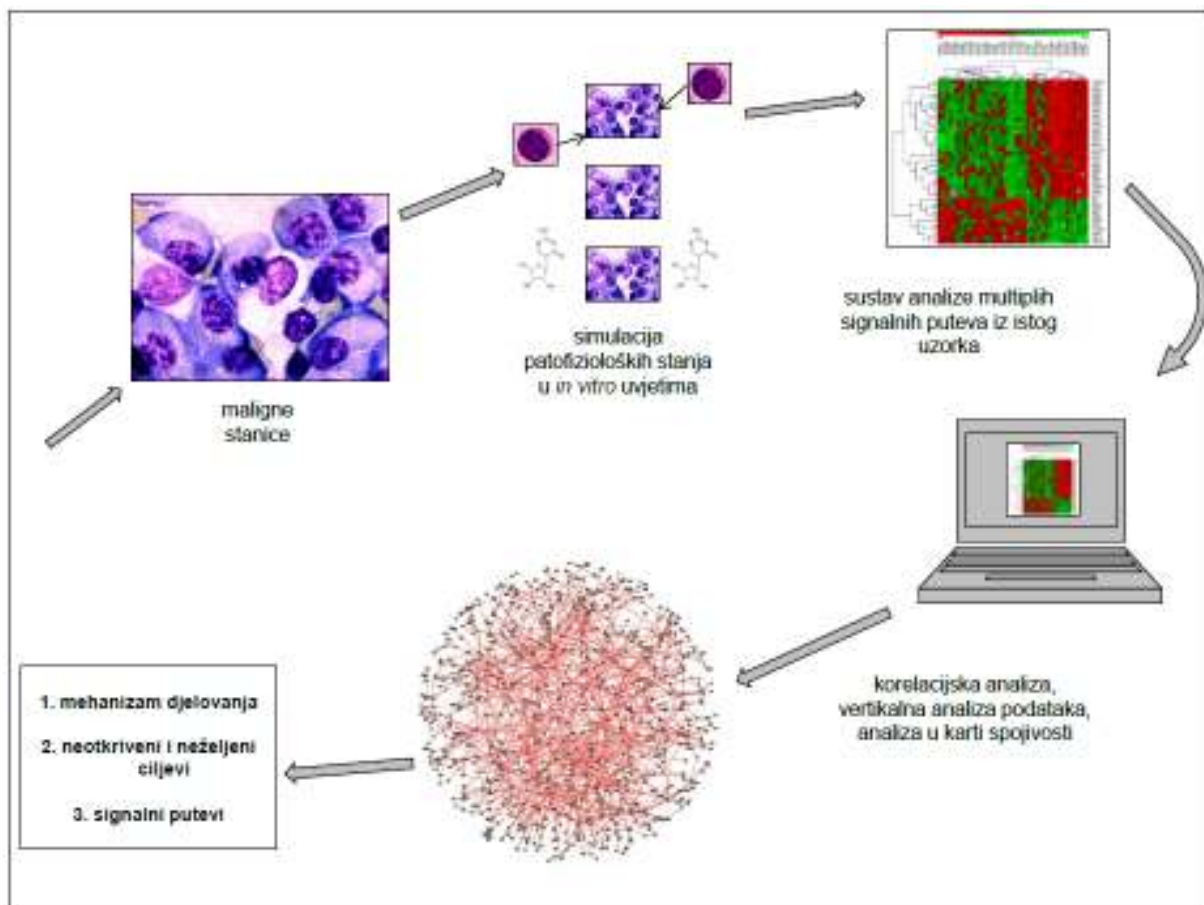 maligne
stanice
simulacija
patofizioloških stanja
u in vitro uvjetima
sustav analize multiplih
signalnih puteva iz istog
uzorka
korelacijska analiza,
vertikalna analiza podataka,
analiza u karti spojivosti
1. mehanizam djelovanja
2. neotkriveni i neželjeni
ciljevi
3. signalni putevi